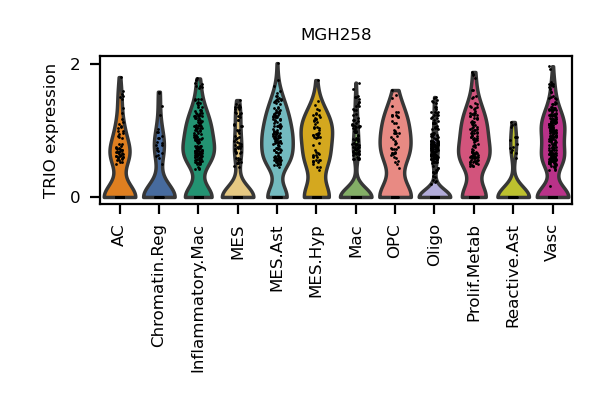 MGH258
TRIO expression
2
0
AC
Chromatin.Reg
Inflammatory.Mac
MES
MES.Ast
MES.Hyp
Mac
OPC
Oligo
Prolif.Metab
Reactive.Ast
Vasc